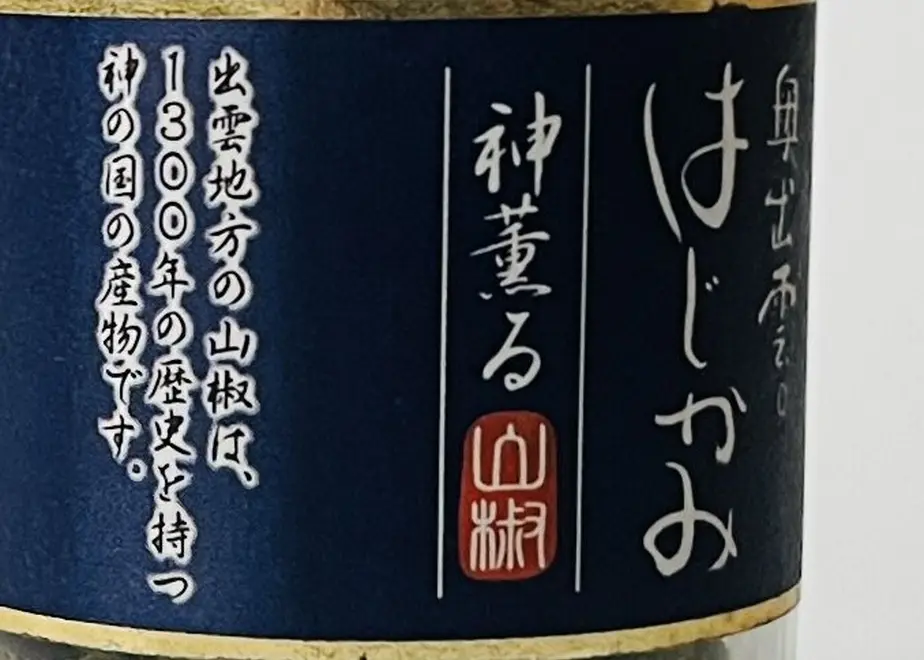 奥出雲の
はじかみ
神薫る
山椒
出雲地方の山椒は、
1300年の歴史を持つ
神の国の産物です。